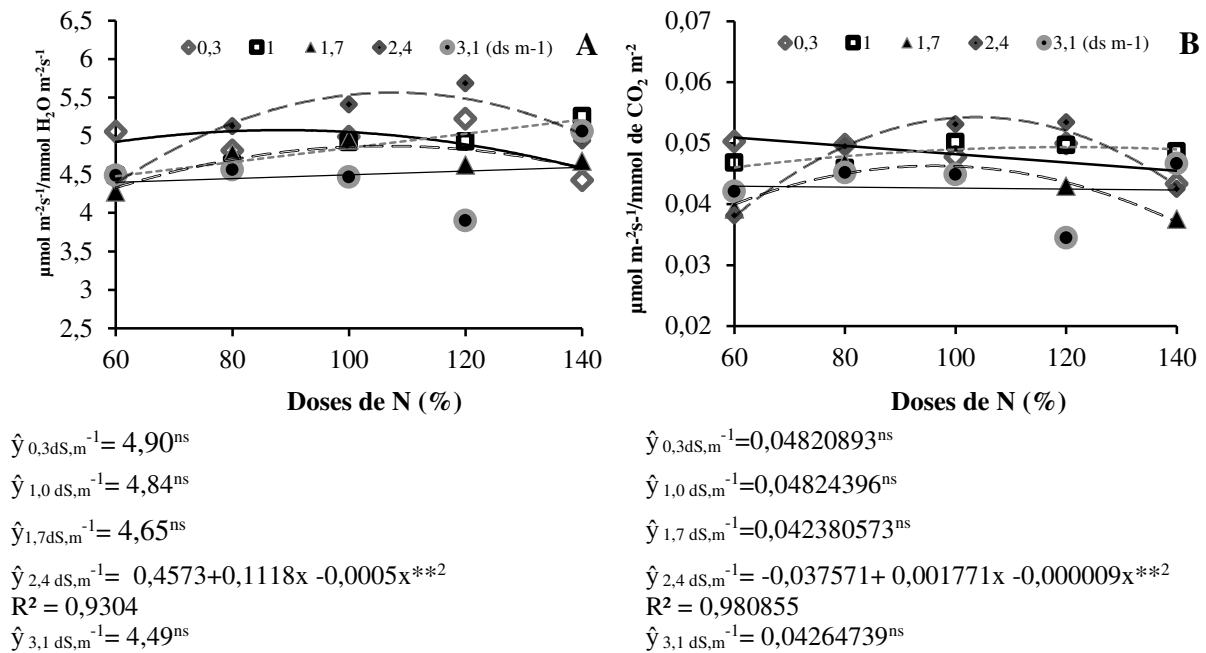 µmol m⁻²s⁻¹/mmol H₂O m⁻²s⁻¹
6,5
6
5,5
5
4,5
4
3,5
3
2,5
0,3 1 1,7 2,4 3,1 (ds m-1) A
60 80 100 120 140
Doses de N (%)
µmol m-²s-¹/mmol de CO₂ m-²
0,07
0,06
0,05
0,04
0,03
0,02
0,3 1 1,7 2,4 3,1 (ds m-1) B
60 80 100 120 140
Doses de N (%)
ŷ 0,3dS,m⁻¹= 4,90ⁿˢ
ŷ 1,0 dS,m⁻¹= 4,84ⁿˢ
ŷ1,7dS,m⁻¹= 4,65ⁿˢ
ŷ 2,4 dS,m⁻¹= 0,4573+0,1118x -0,0005x**²
R² = 0,9304
ŷ 3,1 dS,m⁻¹= 4,49ⁿˢ
ŷ 0,3dS,m⁻¹=0,04820893ⁿˢ
ŷ 1,0 dS,m⁻¹=0,04824396ⁿˢ
ŷ 1,7 dS,m⁻¹=0,042380573ⁿˢ
ŷ 2,4 dS,m⁻¹= -0,037571+ 0,001771x -0,000009x**²
R² = 0,980855
ŷ 3,1 dS,m⁻¹= 0,04264739ⁿˢ